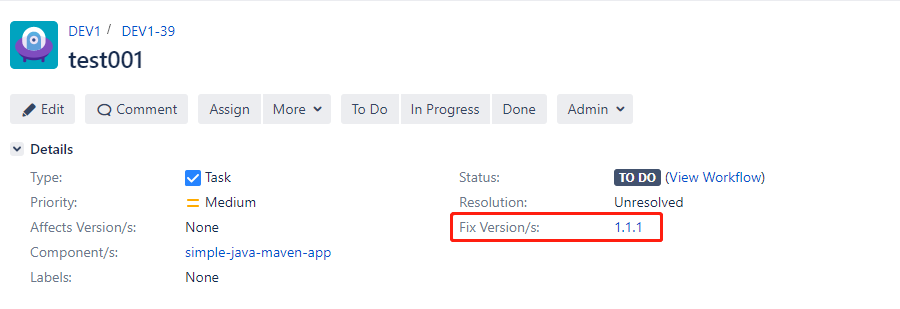 DEV1 / DEV1-39
test001
Edit Comment Assign More To Do In Progress Done Admin
Details
Type: Task Status: TO DO (View Workflow)
Priority: Medium Resolution: Unresolved
Affects Version/s: None Fix Version/s: 1.1.1
Component/s: simple-java-maven-app
Labels: None